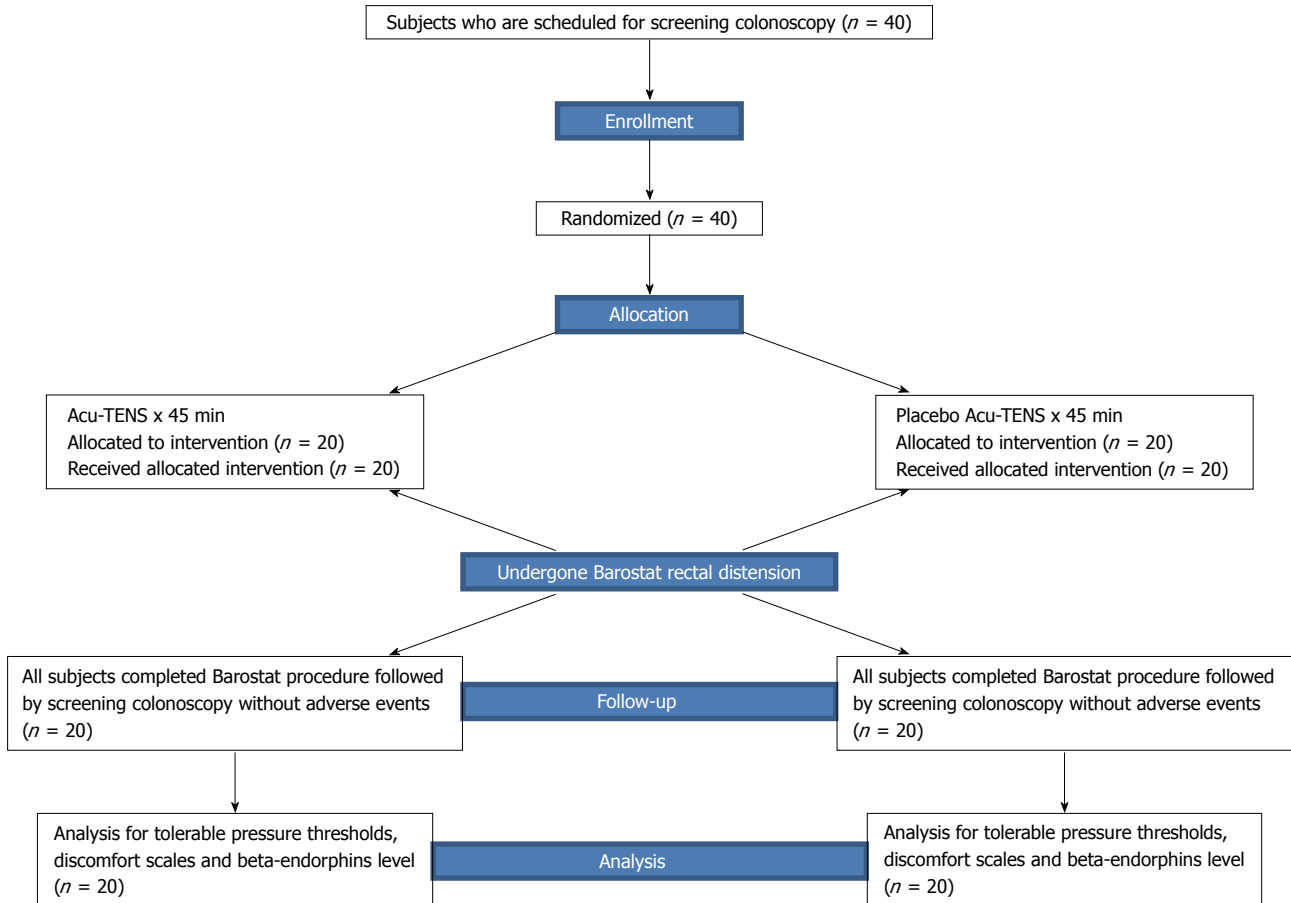 Subjects who are scheduled for screening colonoscopy (n = 40)
Enrollment
Randomized (n = 40)
Allocation
Acu-TENS x 45 min
Allocated to intervention (n = 20)
Received allocated intervention (n = 20)
Placebo Acu-TENS x 45 min
Allocated to intervention (n = 20)
Received allocated intervention (n = 20)
Undergone Barostat rectal distension
All subjects completed Barostat procedure followed
by screening colonoscopy without adverse events
(n = 20)
Follow-up
All subjects completed Barostat procedure followed
by screening colonoscopy without adverse events
(n = 20)
Analysis for tolerable pressure thresholds,
discomfort scales and beta-endorphins level
(n = 20)
Analysis
Analysis for tolerable pressure thresholds,
discomfort scales and beta-endorphins level
(n = 20)